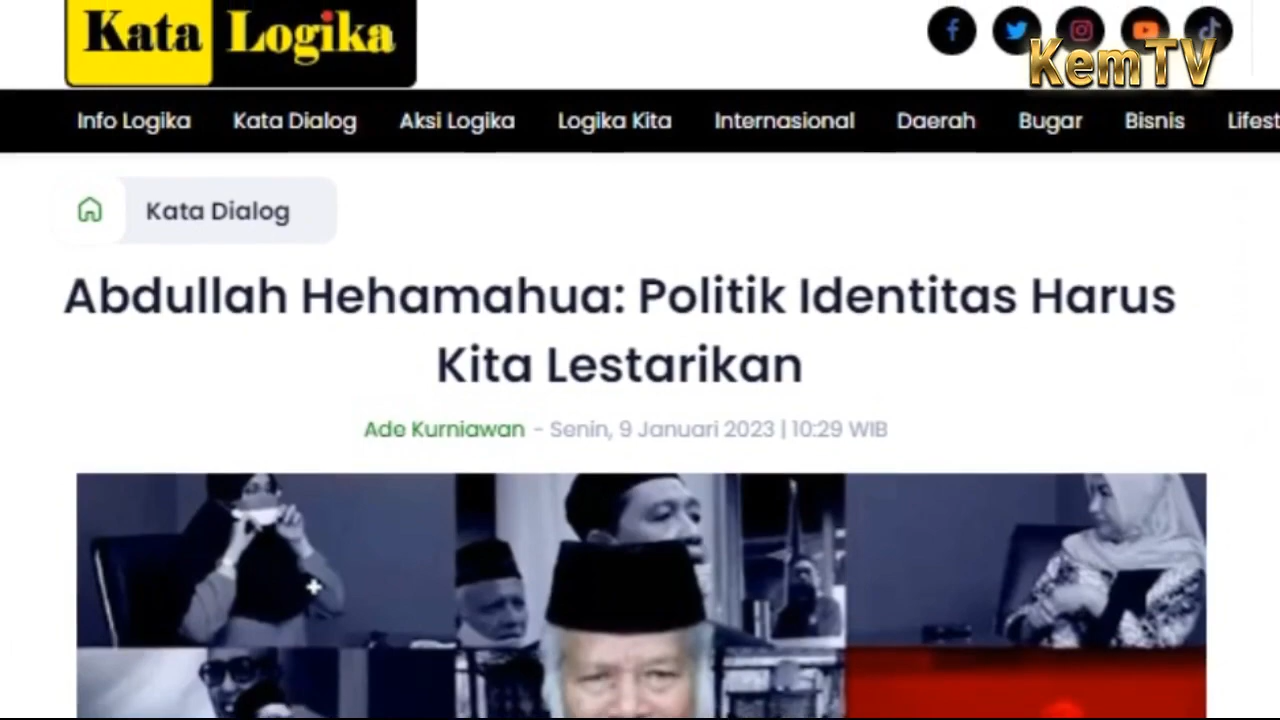 Kata Logika
KemTV
Info Logika Kata Dialog Aksi Logika Logika Kita Internasional Daerah Bugar Bisnis Lifest
Kata Dialog
Abdullah Hehamahua: Politik Identitas Harus
Kita Lestarikan
Ade Kurniawan - Senin, 9 Januari 2023 | 10:29 WIB